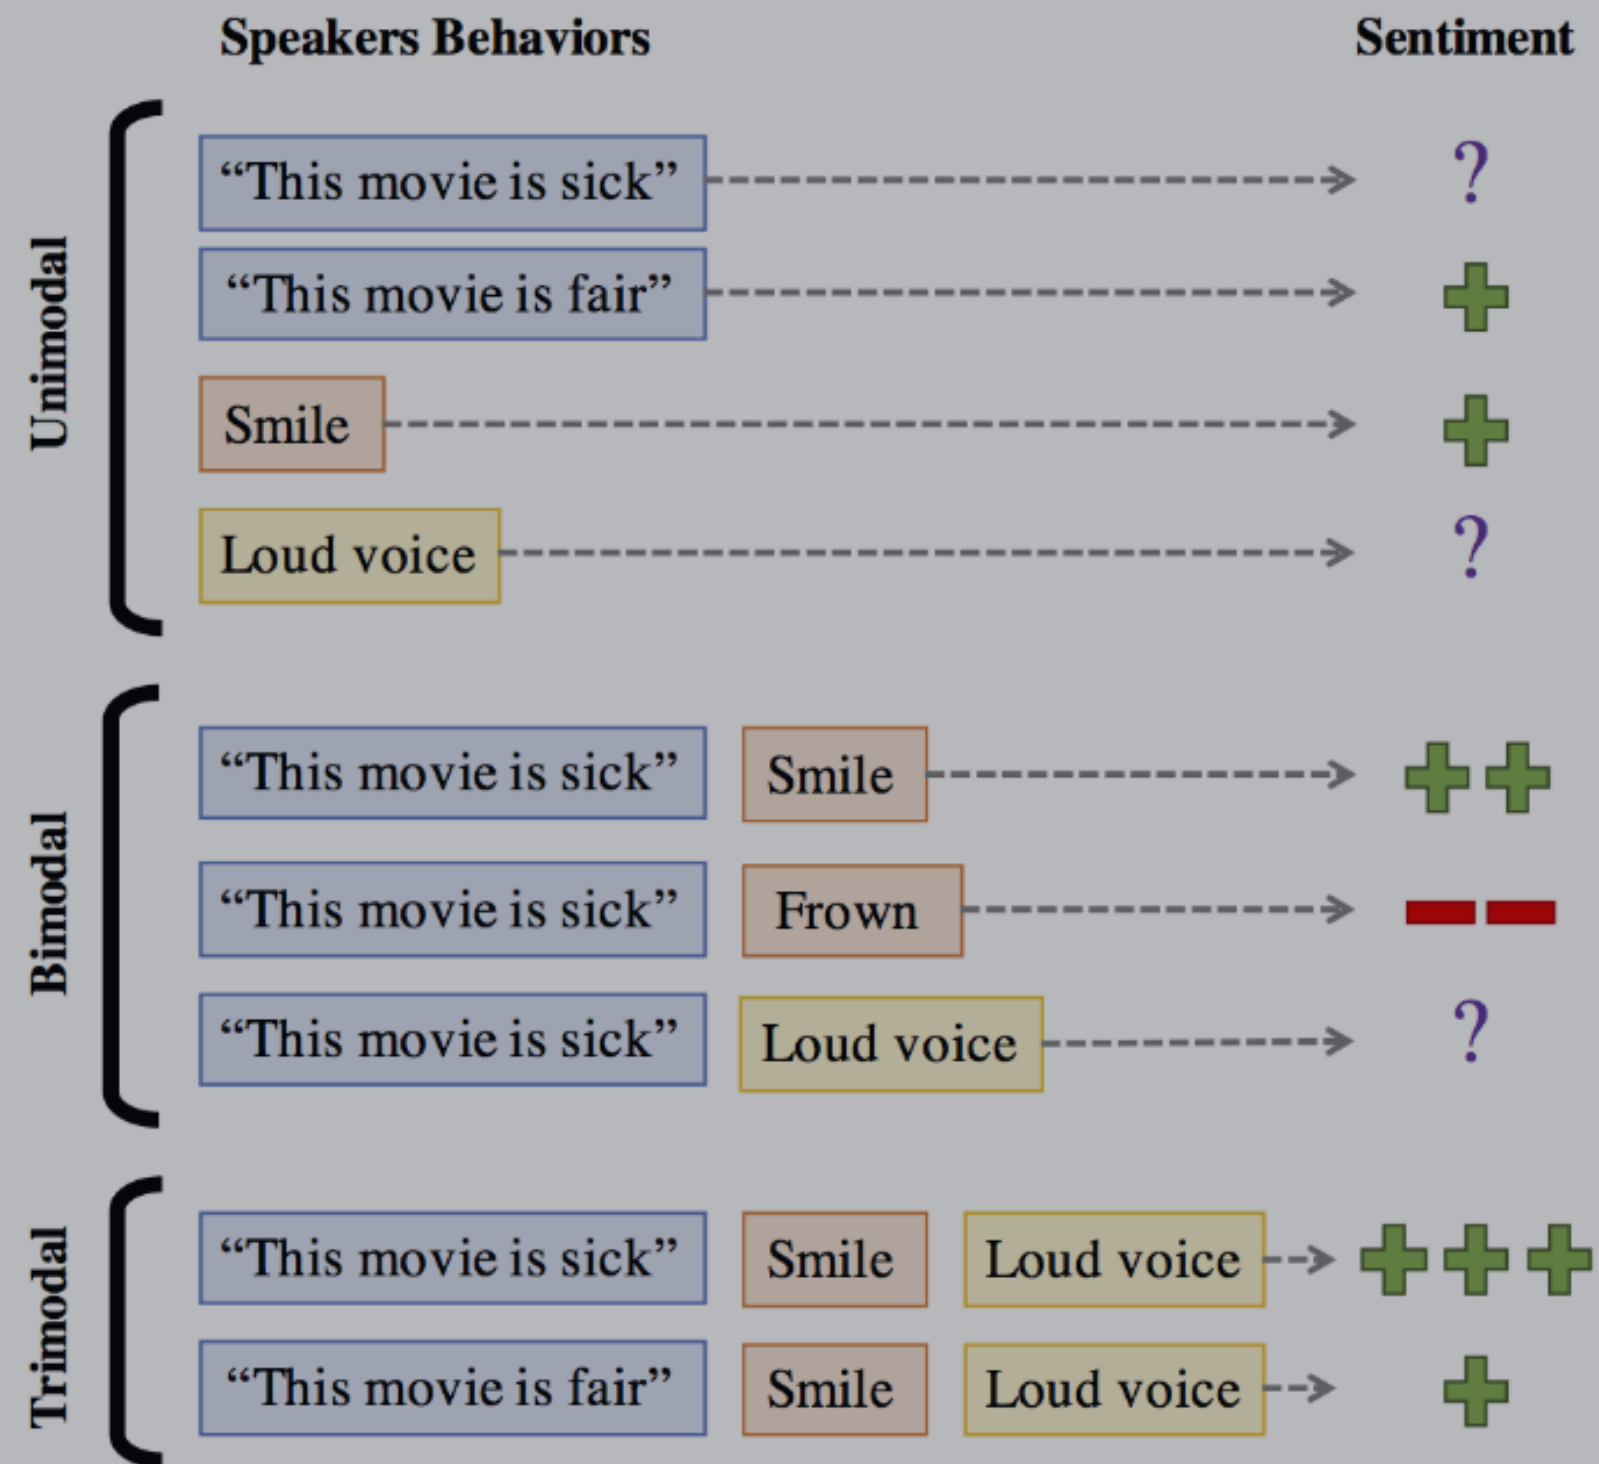 Speakers Behaviors Sentiment
Unimodal
“This movie is sick” ?
“This movie is fair”
Smile
Loud voice ?
Bimodal
“This movie is sick” Smile
“This movie is sick” Frown
“This movie is sick” Loud voice ?
Trimodal
“This movie is sick” Smile Loud voice
“This movie is fair” Smile Loud voice